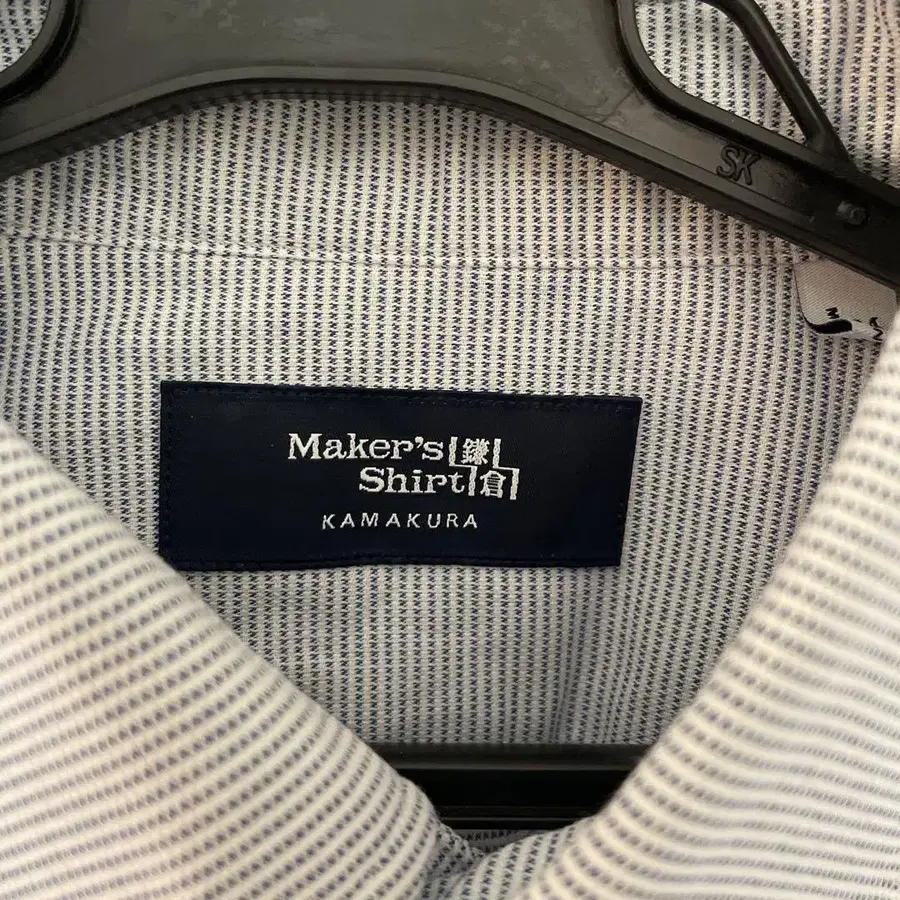 SK
Maker's 鎌
Shirt 倉
KAMAKURA